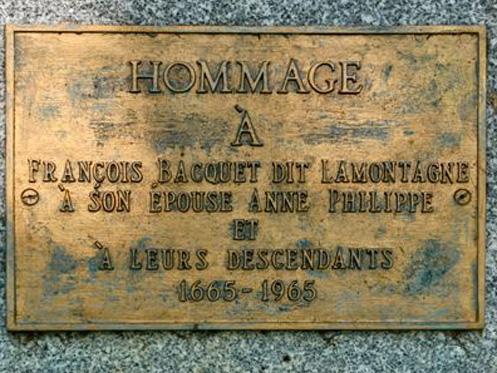 HOMMAGE
À
FRANÇOIS BACQUET DIT LAMONTAGNE
À SON ÉPOUSE ANNE PHILIPPE
ET
À LEURS DESCENDANTS
1665-1965